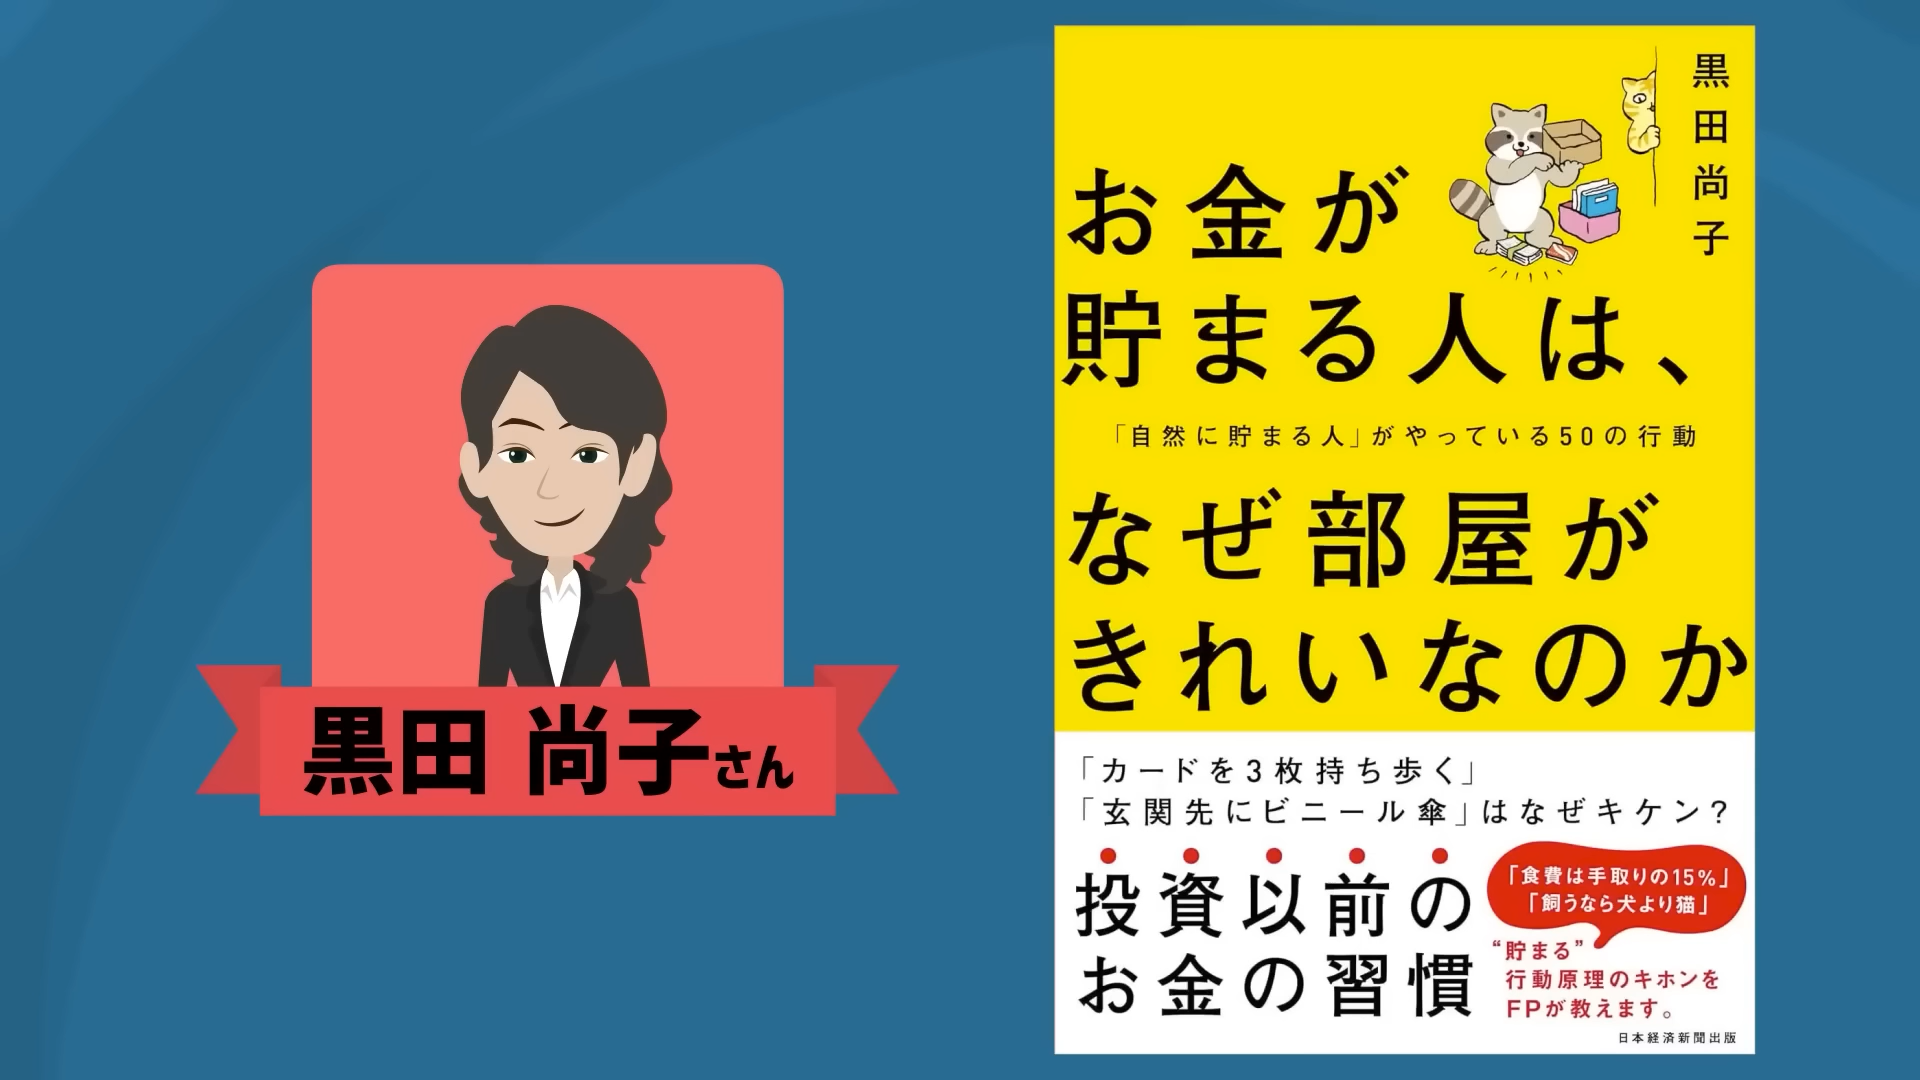 黒田 尚子さん
黒田尚子
お金が
貯まる人は、
「自然に貯まる人」がやっている50の行動
なぜ部屋が
きれいなのか
「カードを3枚持ち歩く」
「玄関先にビニール傘」はなぜキケン?
投資以前の
お金の習慣
「食費は手取りの15%」
「飼うなら犬より猫」
“貯まる”
行動原理のキホンを
FPが教えます。
日本経済新聞出版